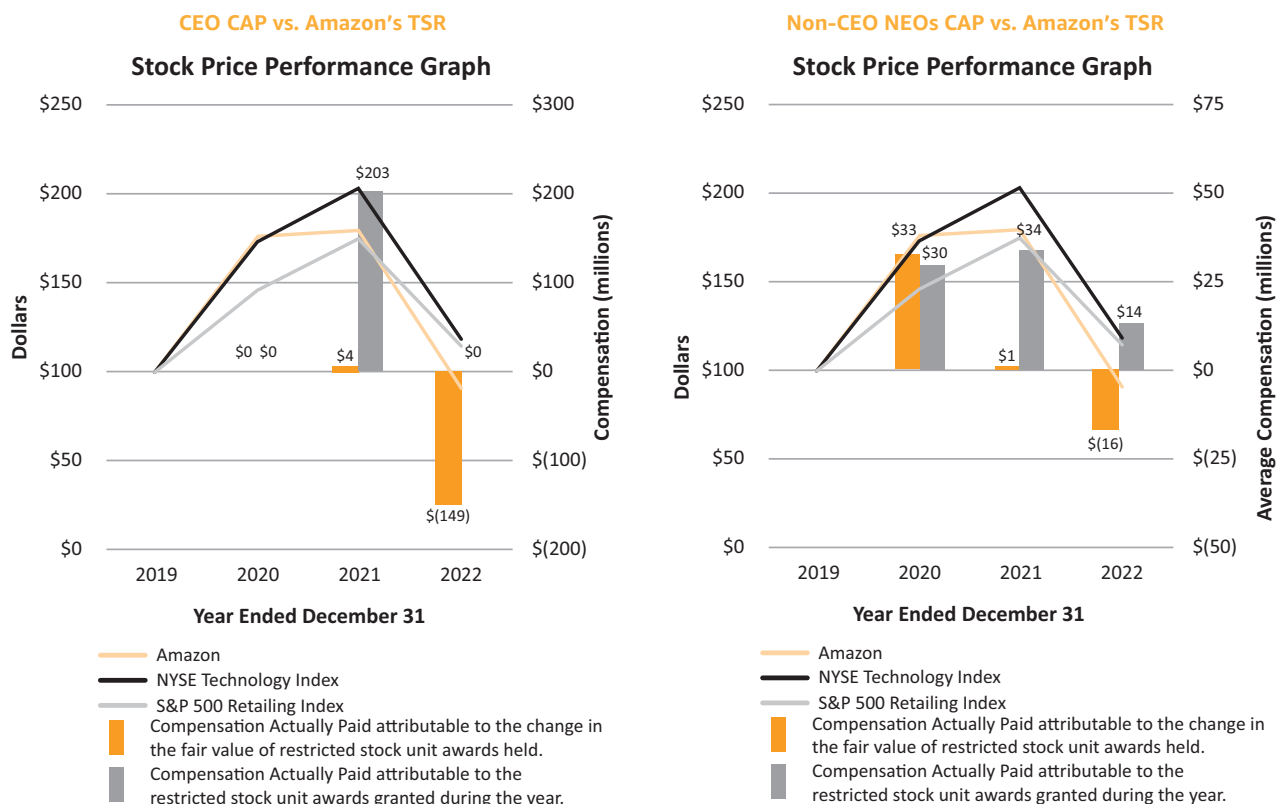 CEO CAP vs. Amazon's TSR
Stock Price Performance Graph
$250
$200
$150
$100
$50
$0
Dollars
$300
$200
$100
$0
$(100)
$(200)
Compensation (millions)
$203
$0 $0
$4
$0
$(149)
2019 2020 2021 2022
Year Ended December 31
Amazon
NYSE Technology Index
S&P 500 Retailing Index
Compensation Actually Paid attributable to the change in
the fair value of restricted stock unit awards held.
Compensation Actually Paid attributable to the
restricted stock unit awards granted during the year.
Non-CEO NEOs CAP vs. Amazon's TSR
Stock Price Performance Graph
$250
$200
$150
$100
$50
$0
Dollars
$75
$50
$25
$0
$(25)
$(50)
Average Compensation (millions)
$33
$30
$34
$1
$14
$(16)
2019 2020 2021 2022
Year Ended December 31
Amazon
NYSE Technology Index
S&P 500 Retailing Index
Compensation Actually Paid attributable to the change in
the fair value of restricted stock unit awards held.
Compensation Actually Paid attributable to the
restricted stock unit awards granted during the year.